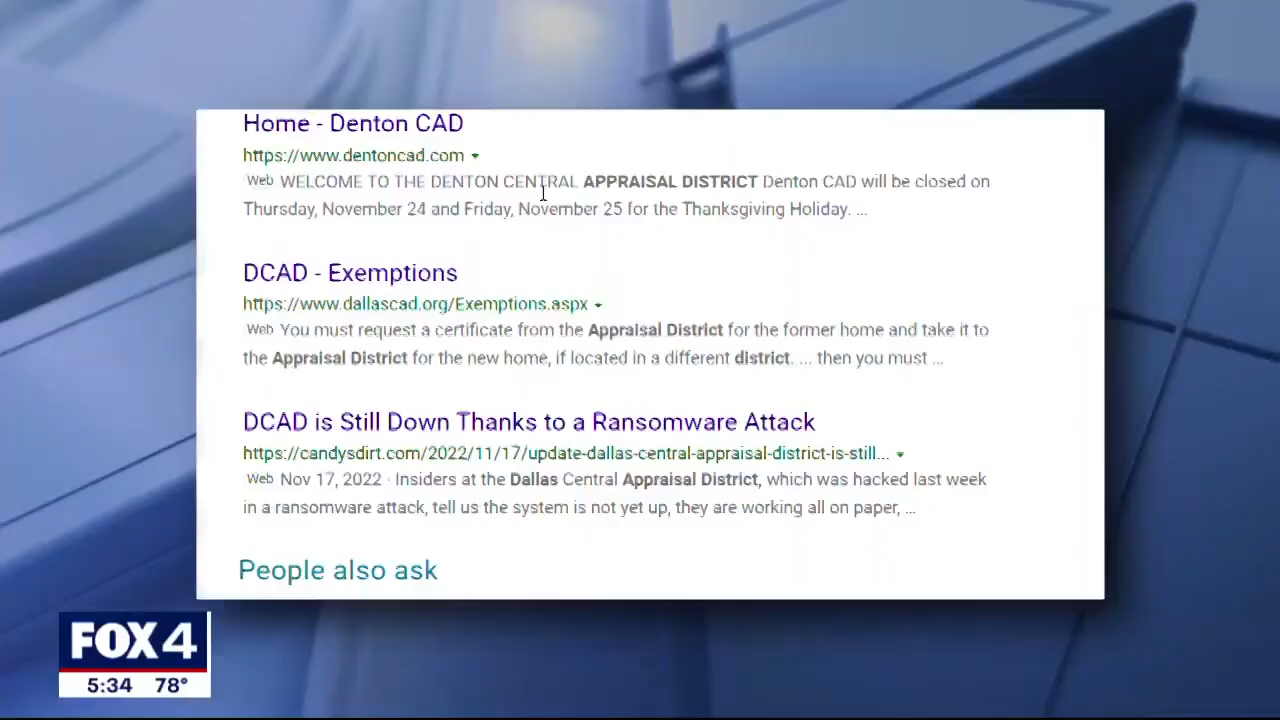 Home - Denton CAD
https://www.dentoncad.com
Web WELCOME TO THE DENTON CENTRAL APPRAISAL DISTRICT Denton CAD will be closed on
Thursday, November 24 and Friday, November 25 for the Thanksgiving Holiday. ...
DCAD - Exemptions
https://www.dallascad.org/Exemptions.aspx
Web You must request a certificate from the Appraisal District for the former home and take it to
the Appraisal District for the new home, if located in a different district. ... then you must ...
DCAD is Still Down Thanks to a Ransomware Attack
https://candysdirt.com/2022/11/17/update-dallas-central-appraisal-district-is-still...
Web Nov 17, 2022 · Insiders at the Dallas Central Appraisal District, which was hacked last week
in a ransomware attack, tell us the system is not yet up, they are working all on paper, ...
People also ask
FOX 4
5:34 78°